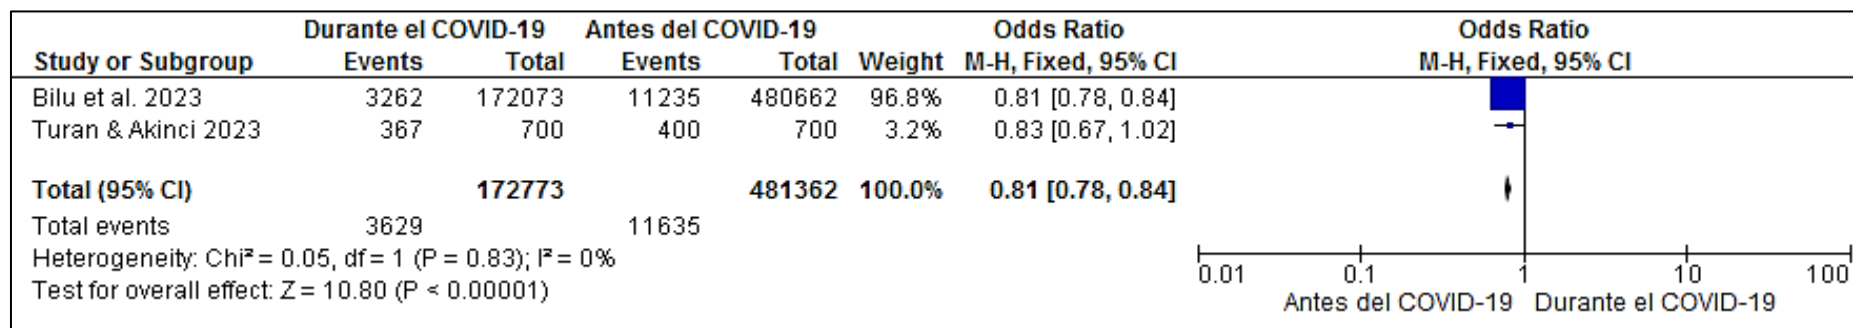 Durante el COVID-19 Antes del COVID-19 Odds Ratio Odds Ratio
Study or Subgroup Events Total Events Total Weight M-H, Fixed, 95% CI M-H, Fixed, 95% CI
Bilu et al. 2023 3262 172073 11235 480662 96.8% 0.81 [0.78, 0.84]
Turan & Akinci 2023 367 700 400 700 3.2% 0.83 [0.67, 1.02]
Total (95% CI) 172773 481362 100.0% 0.81 [0.78, 0.84]
Total events 3629 11635
Heterogeneity: Chi² = 0.05, df = 1 (P = 0.83); I² = 0%
Test for overall effect: Z = 10.80 (P < 0.00001)
0.01 0.1 1 10 100
Antes del COVID-19 Durante el COVID-19